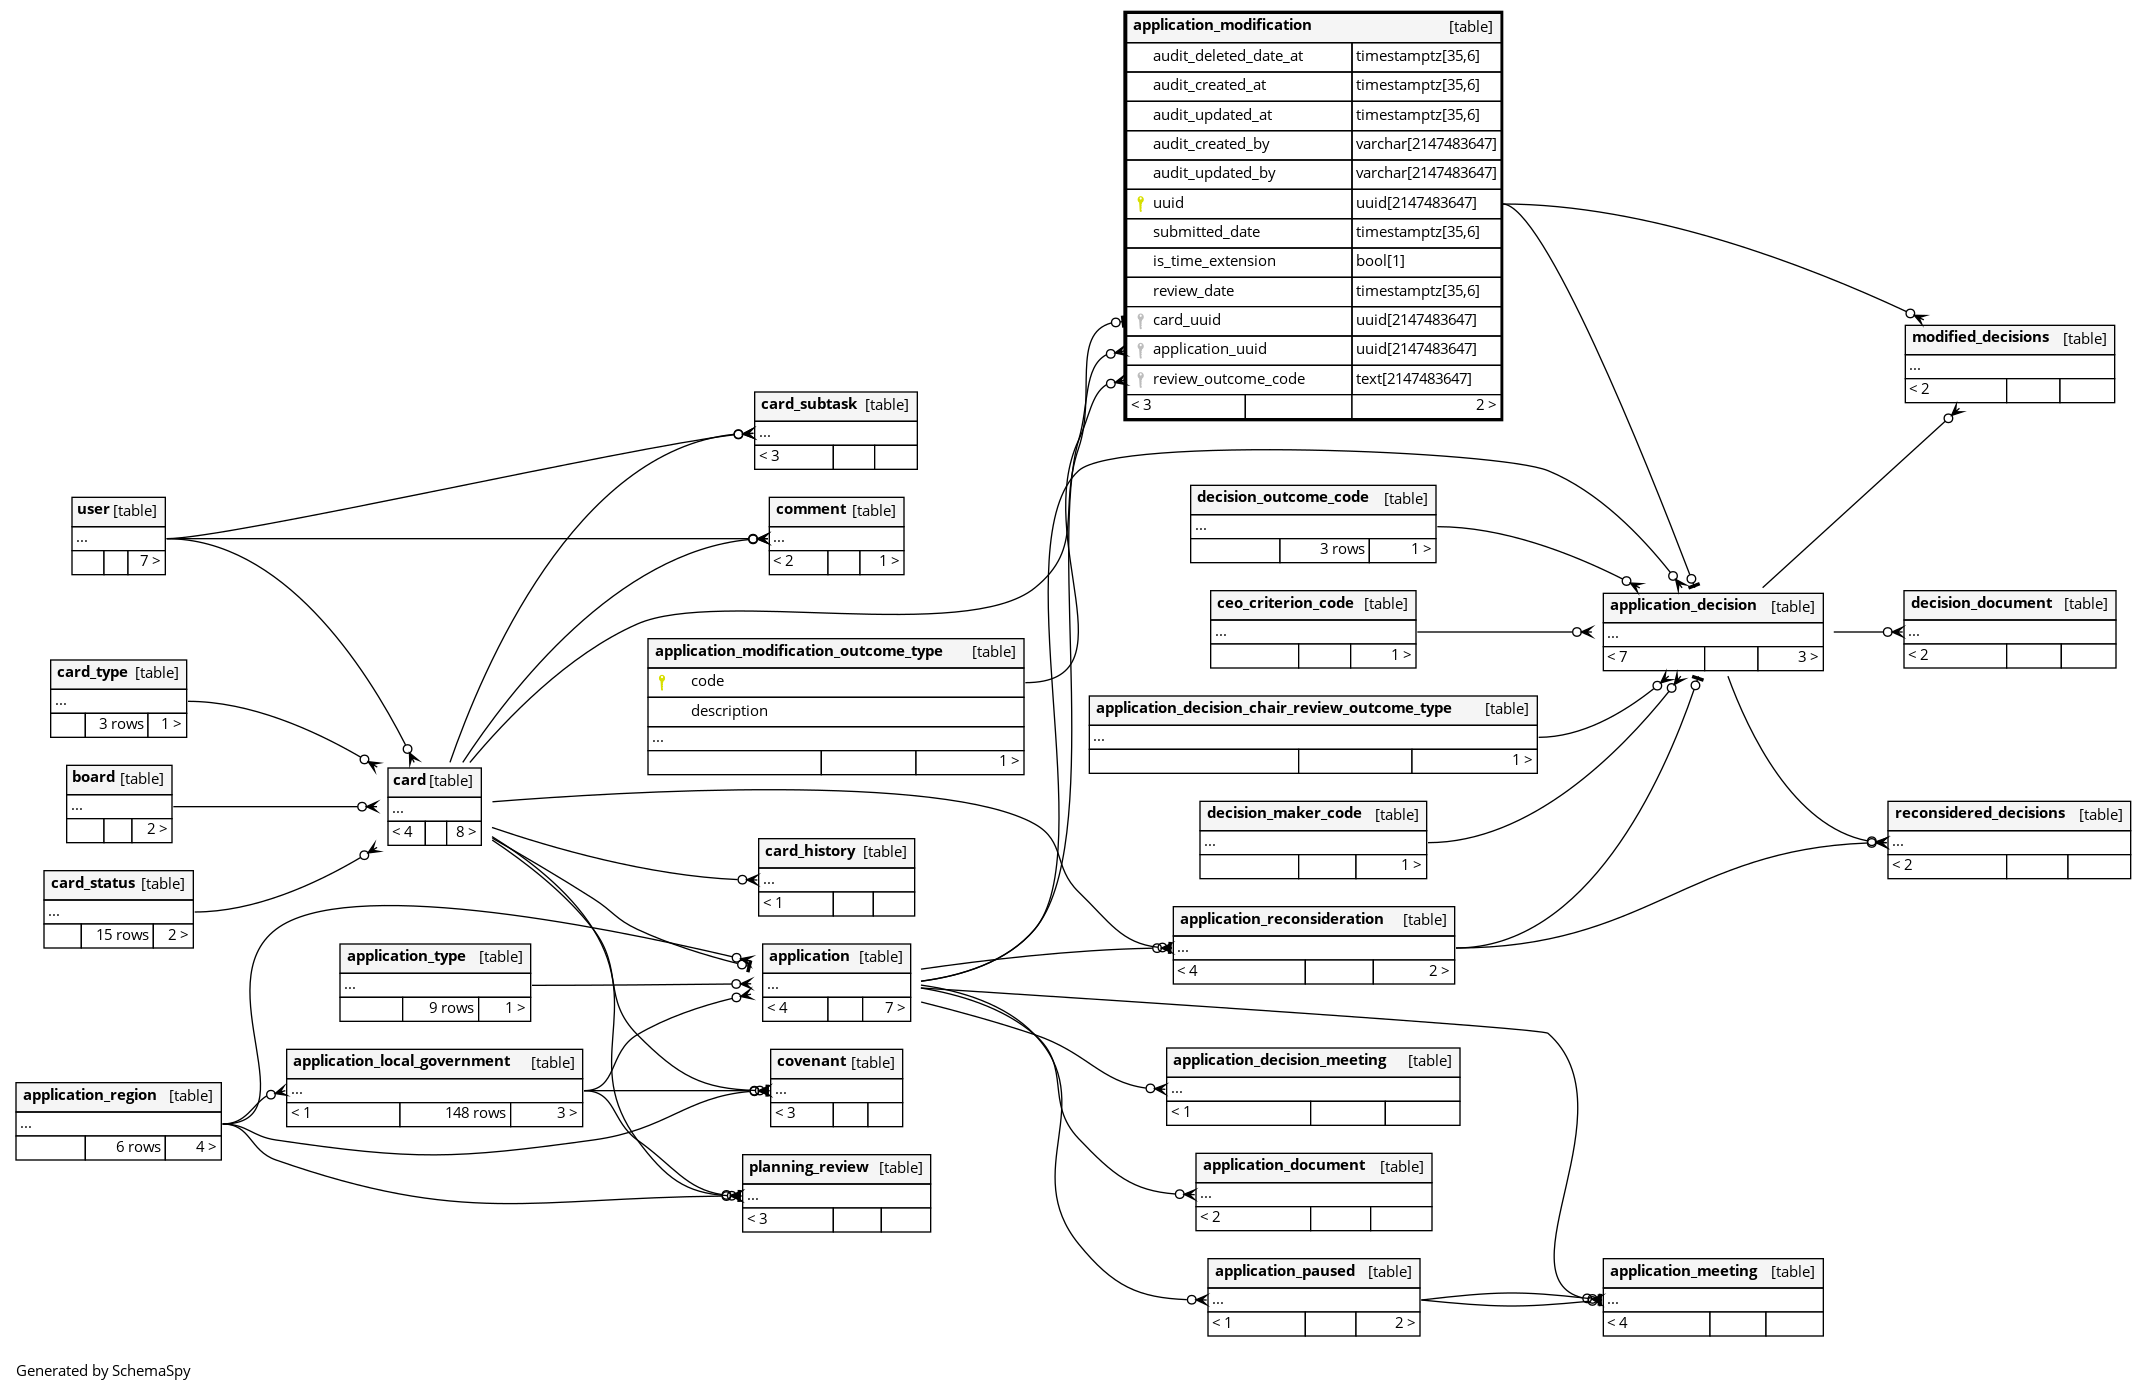 application_modification [table]
audit_deleted_date_at timestamptz[35,6]
audit_created_at timestamptz[35,6]
audit_updated_at timestamptz[35,6]
audit_created_by varchar[2147483647]
audit_updated_by varchar[2147483647]
uuid uuid[2147483647]
submitted_date timestamptz[35,6]
is_time_extension bool[1]
review_date timestamptz[35,6]
card_uuid uuid[2147483647]
application_uuid uuid[2147483647]
review_outcome_code text[2147483647]
< 3 2 >
modified_decisions [table]
...
< 2
card_subtask [table]
...
< 3
user [table]
...
7 >
comment [table]
...
< 2 1 >
decision_outcome_code [table]
...
3 rows 1 >
ceo_criterion_code [table]
...
1 >
application_decision [table]
...
< 7 3 >
decision_document [table]
...
< 2
card_type [table]
...
3 rows 1 >
application_modification_outcome_type [table]
code
description
...
1 >
application_decision_chair_review_outcome_type [table]
...
1 >
board [table]
...
2 >
card [table]
...
< 4 8 >
decision_maker_code [table]
...
1 >
reconsidered_decisions [table]
...
< 2
card_status [table]
...
15 rows 2 >
card_history [table]
...
< 1
application_reconsideration [table]
...
< 4 2 >
application_type [table]
...
9 rows 1 >
application [table]
...
< 4 7 >
application_region [table]
...
6 rows 4 >
application_local_government [table]
...
< 1 148 rows 3 >
covenant [table]
...
< 3
application_decision_meeting [table]
...
< 1
planning_review [table]
...
< 3
application_document [table]
...
< 2
application_paused [table]
...
< 1 2 >
application_meeting [table]
...
< 4
Generated by SchemaSpy